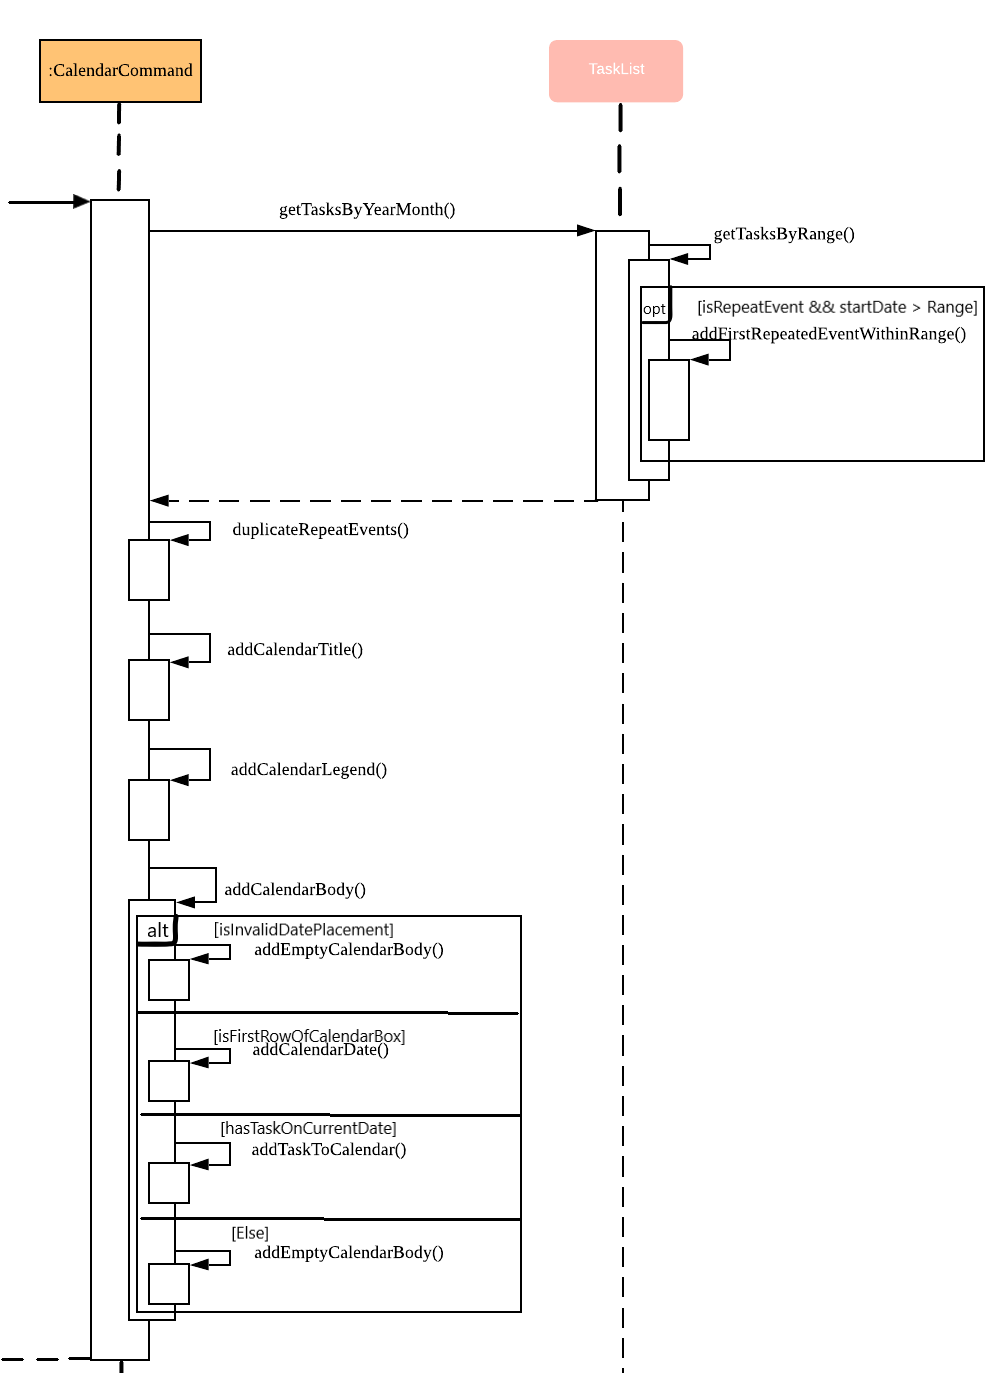 :CalendarCommand
TaskList
getTasksByYearMonth()
getTasksByRange()
opt
[isRepeatEvent && startDate > Range]
addFirstRepeatedEventWithinRange()
duplicateRepeatEvents()
addCalendarTitle()
addCalendarLegend()
addCalendarBody()
alt
[isInvalidDatePlacement]
addEmptyCalendarBody()
[isFirstRowOfCalendarBox]
addCalendarDate()
[hasTaskOnCurrentDate]
addTaskToCalendar()
[Else]
addEmptyCalendarBody()